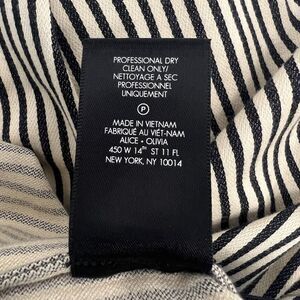 PROFESSIONAL DRY
CLEAN ONLY/
NETTOYAGE A SEC
PROFESSIONNEL
UNIQUEMENT
P
MADE IN VIETNAM
FABRIQUÉ AU VIÊT-NAM
ALICE + OLIVIA
450 W 14th ST 11 FL
NEW YORK, NY 10014